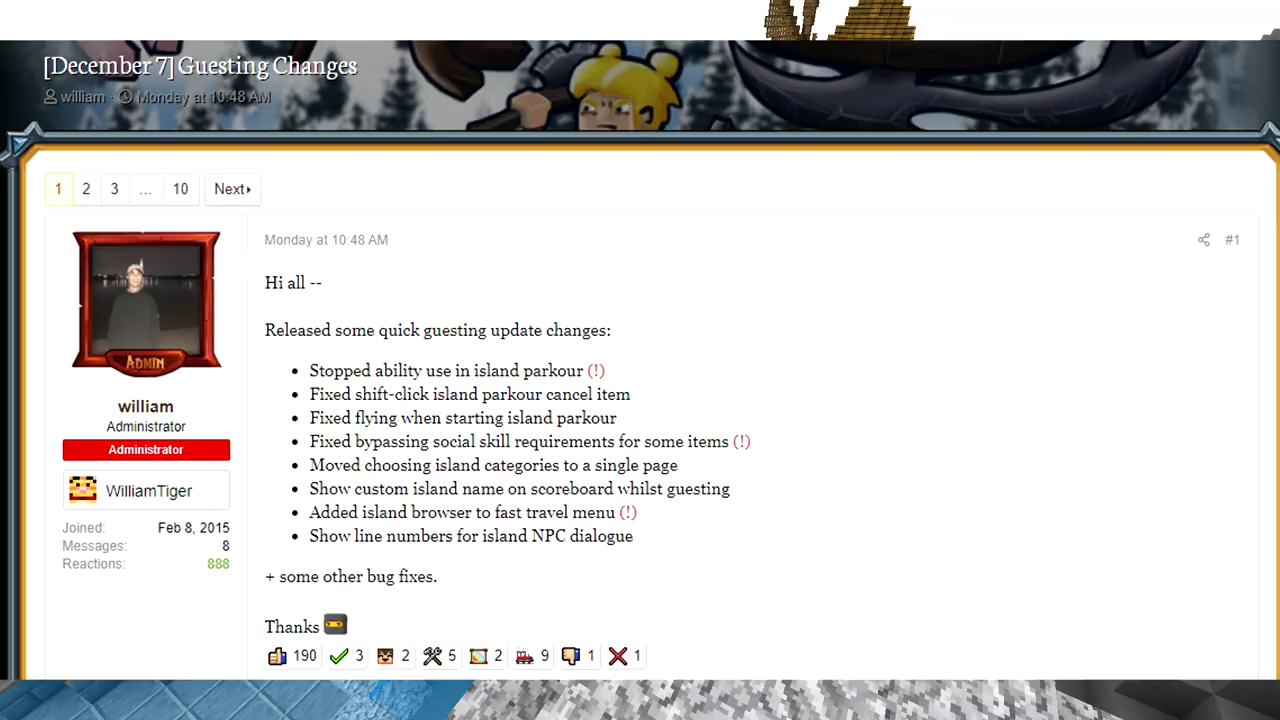 [December 7] Guesting Changes
william · Monday at 10:48 AM
1 2 3 ... 10 Next
Monday at 10:48 AM #1
ADMIN
william
Administrator
Administrator
WilliamTiger
Joined: Feb 8, 2015
Messages: 8
Reactions: 888
Hi all --
Released some quick guesting update changes:
• Stopped ability use in island parkour (!)
• Fixed shift-click island parkour cancel item
• Fixed flying when starting island parkour
• Fixed bypassing social skill requirements for some items (!)
• Moved choosing island categories to a single page
• Show custom island name on scoreboard whilst guesting
• Added island browser to fast travel menu (!)
• Show line numbers for island NPC dialogue
+ some other bug fixes.
Thanks
190 3 2 5 2 9 1 1